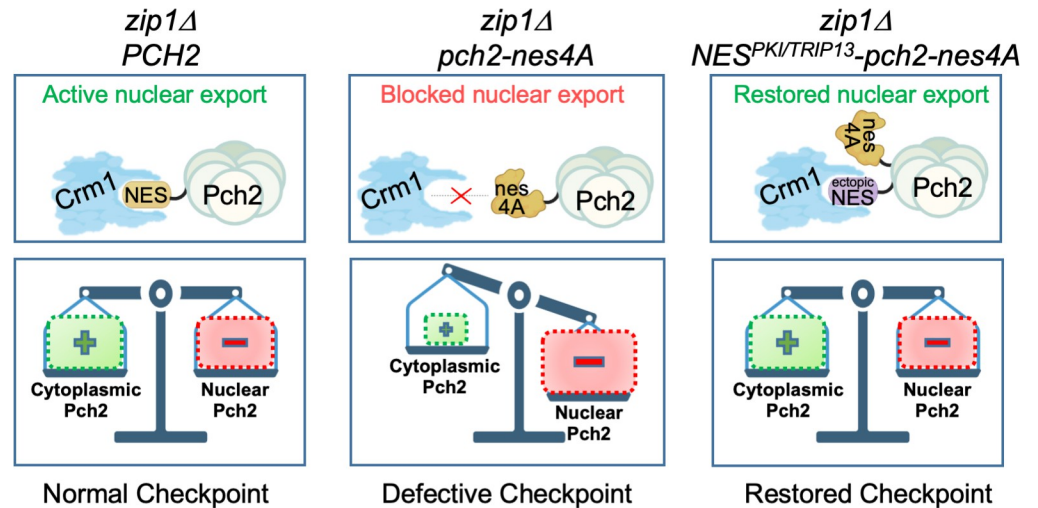 zip1Δ
PCH2
Active nuclear export
Crm1
NES
Pch2
+
−
Cytoplasmic
Pch2
Nuclear
Pch2
Normal Checkpoint
zip1Δ
pch2-nes4A
Blocked nuclear export
Crm1
nes
4A
Pch2
+
−
Cytoplasmic
Pch2
Nuclear
Pch2
Defective Checkpoint
zip1Δ
NES^PKI/TRIP13-pch2-nes4A
Restored nuclear export
nes
4A
Crm1
ectopic
NES
Pch2
+
−
Cytoplasmic
Pch2
Nuclear
Pch2
Restored Checkpoint